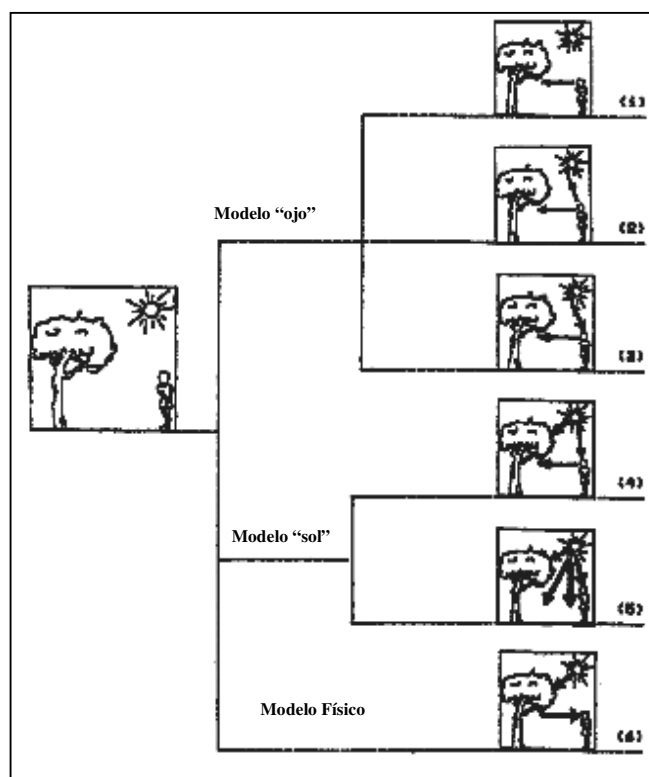 (1)
Modelo “ojo”
(2)
(3)
(4)
Modelo “sol”
(5)
Modelo Físico
(6)